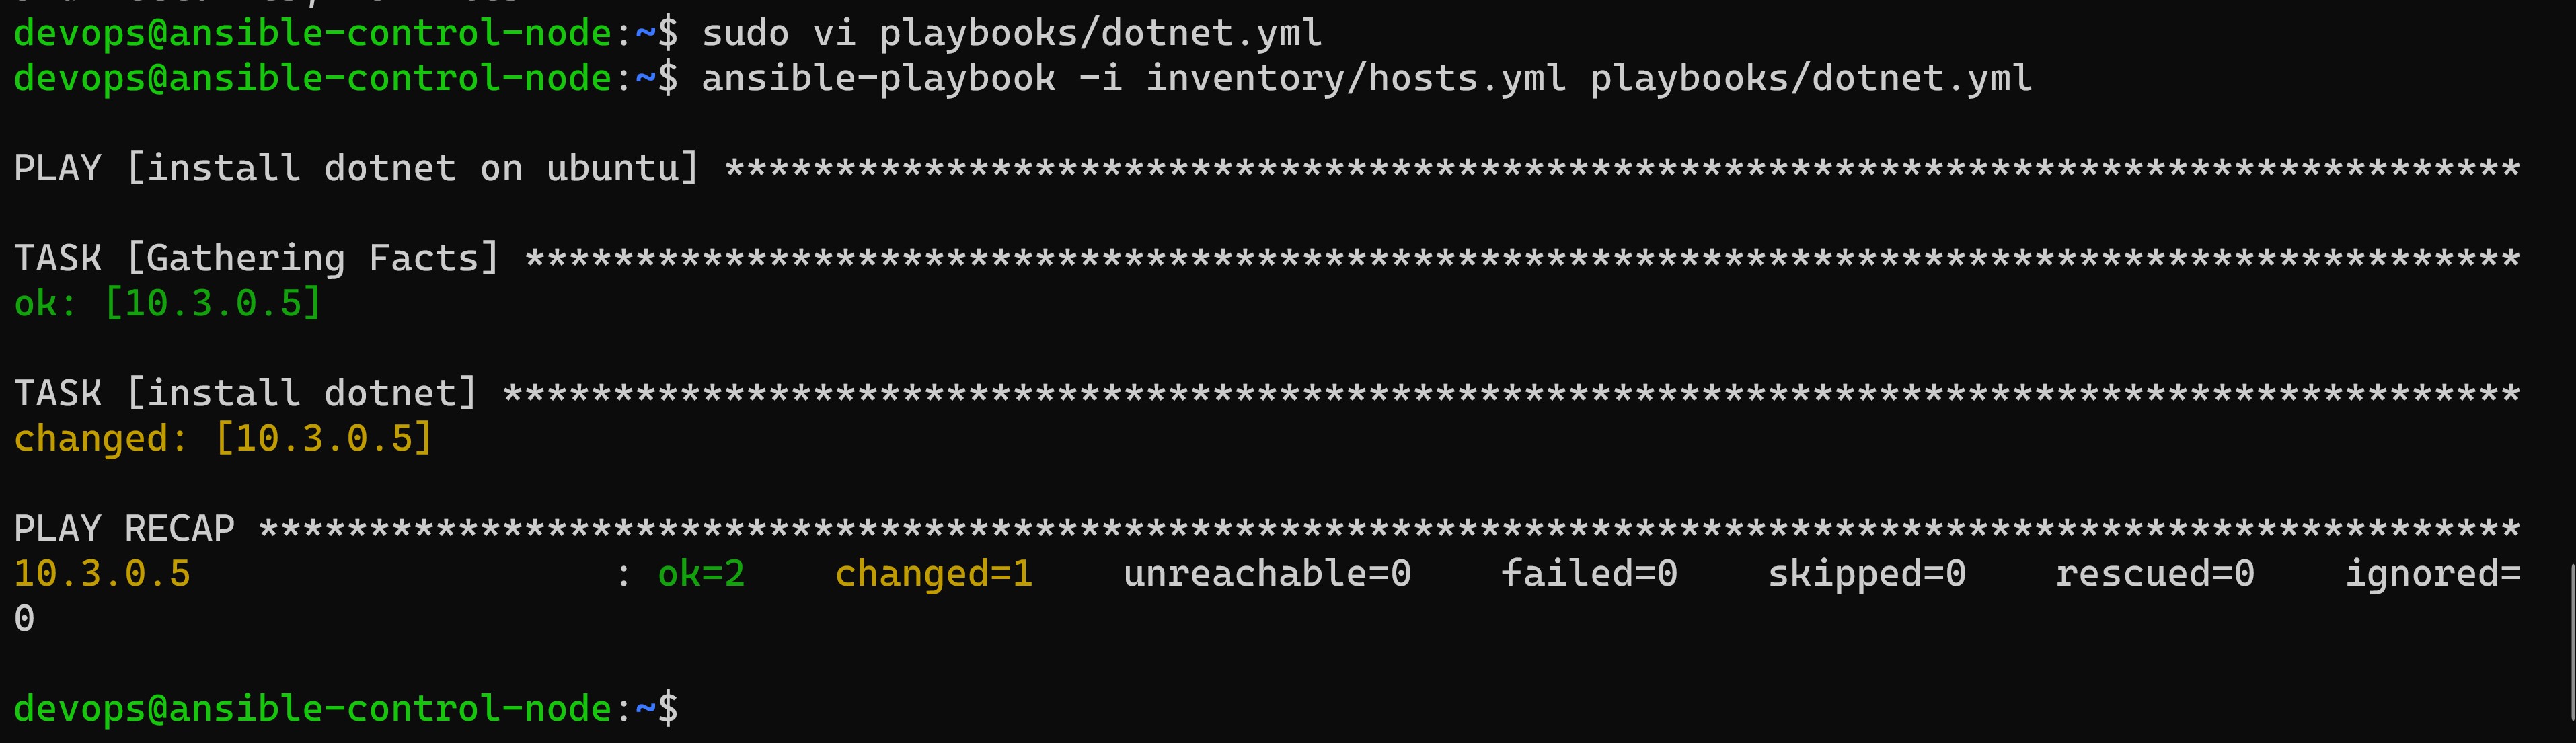 devops@ansible-control-node:~$ sudo vi playbooks/dotnet.yml
devops@ansible-control-node:~$ ansible-playbook -i inventory/hosts.yml playbooks/dotnet.yml
PLAY [install dotnet on ubuntu] *********************************************************************************
TASK [Gathering Facts] ******************************************************************************************
ok: [10.3.0.5]
TASK [install dotnet] *******************************************************************************************
changed: [10.3.0.5]
PLAY RECAP ******************************************************************************************************
10.3.0.5                   : ok=2    changed=1    unreachable=0    failed=0    skipped=0    rescued=0    ignored=
0
devops@ansible-control-node:~$